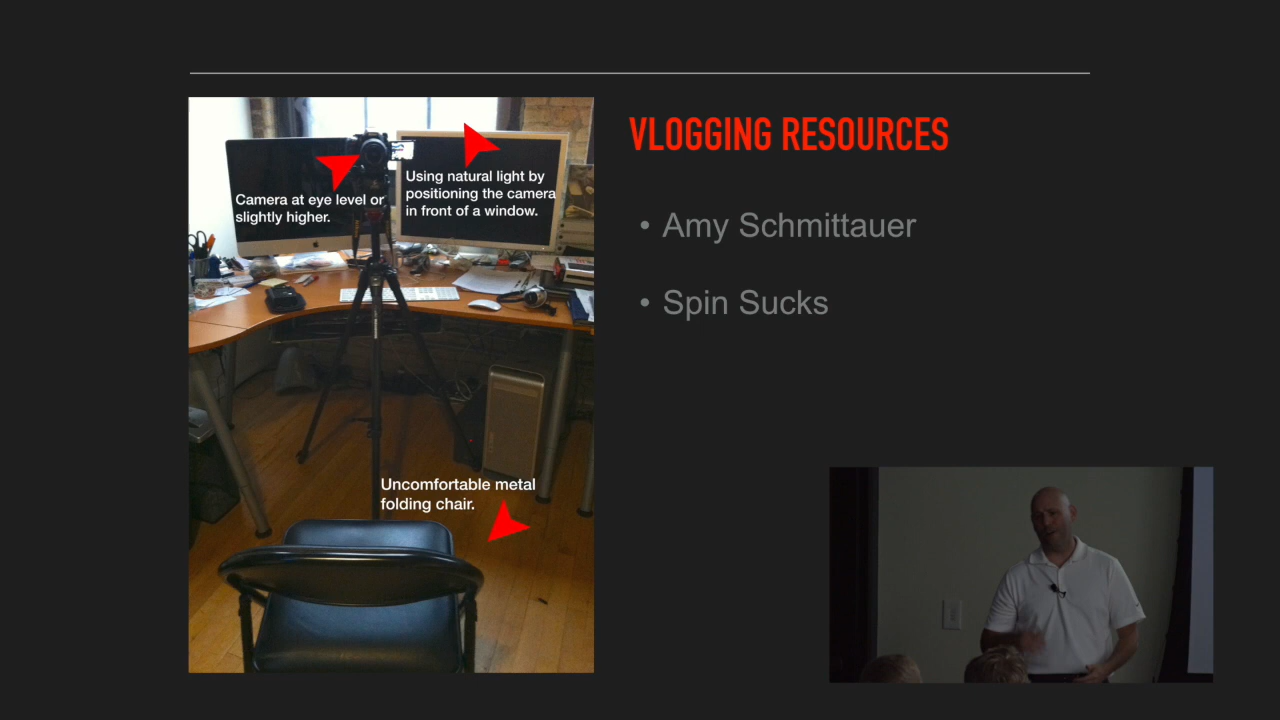 VLOGGING RESOURCES
• Amy Schmittauer
• Spin Sucks
Camera at eye level or
slightly higher.
Using natural light by
positioning the camera
in front of a window.
Uncomfortable metal
folding chair.